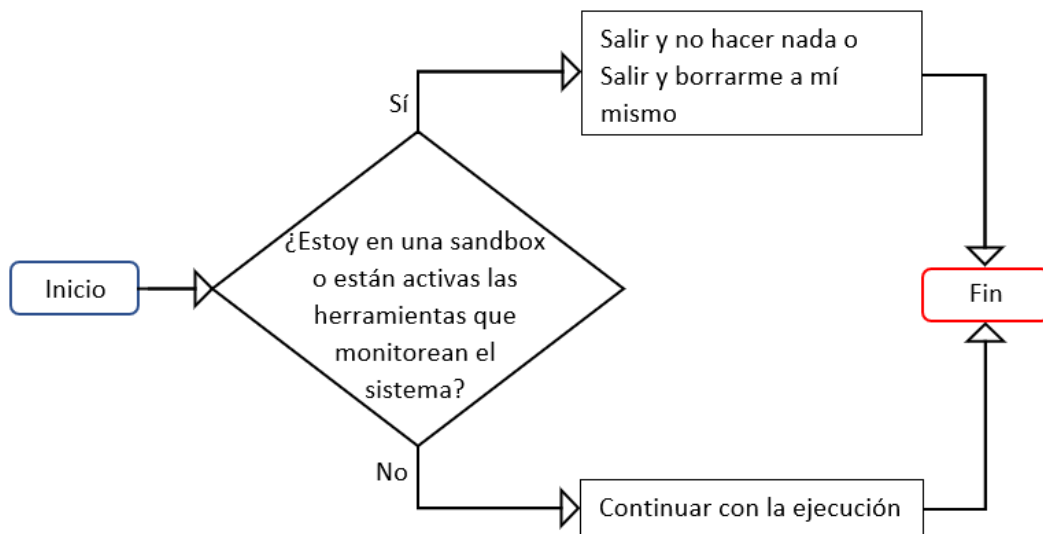 Salir y no hacer nada o
Salir y borrarme a mí
mismo
Sí
¿Estoy en una sandbox
o están activas las
herramientas que
monitorean el
sistema?
Inicio
Fin
No
Continuar con la ejecución